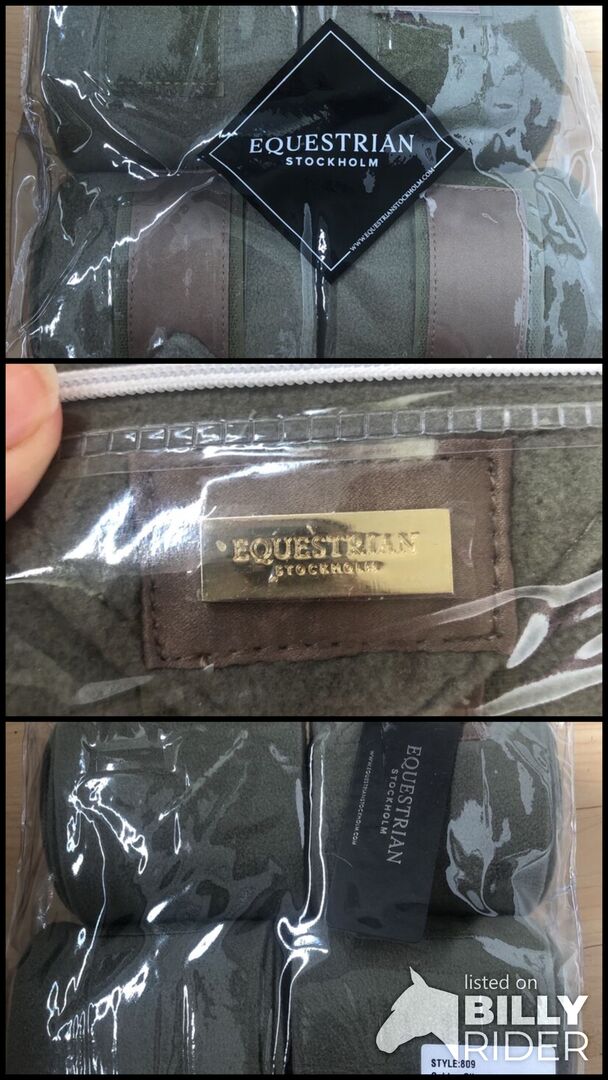 EQUESTRIAN
STOCKHOLM
WWW.EQUESTRIANSTOCKHOLM.COM
EQUESTRIAN
STOCKHOLM
EQUESTRIAN
STOCKHOLM
WWW.EQUESTRIANSTOCKHOLM.COM
listed on
BILLY
RIDER
STYLE:809